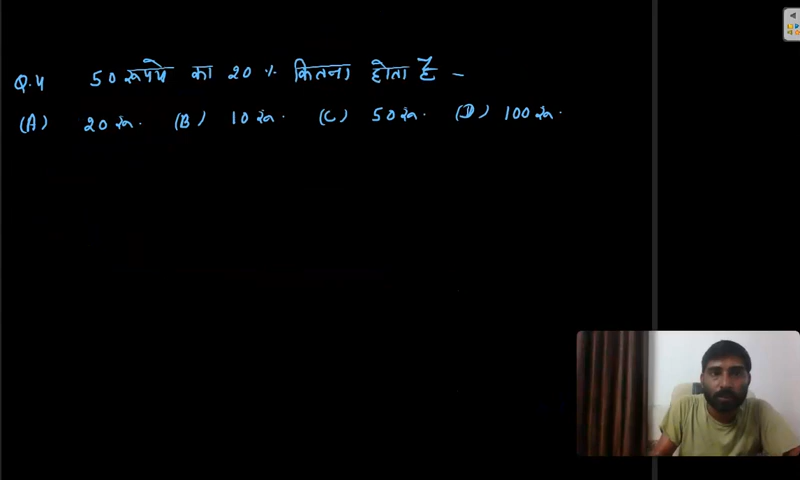 Q.4 50 रूपये का 20 % कितना होता है -
(A) 20 रू. (B) 10 रू. (C) 50 रू. (D) 100 रू.